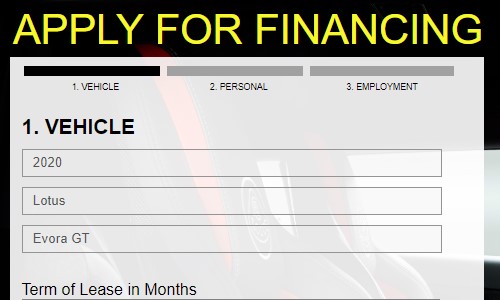 APPLY FOR FINANCING
1. VEHICLE
2. PERSONAL
3. EMPLOYMENT
1. VEHICLE
2020
Lotus
Evora GT
Term of Lease in Months